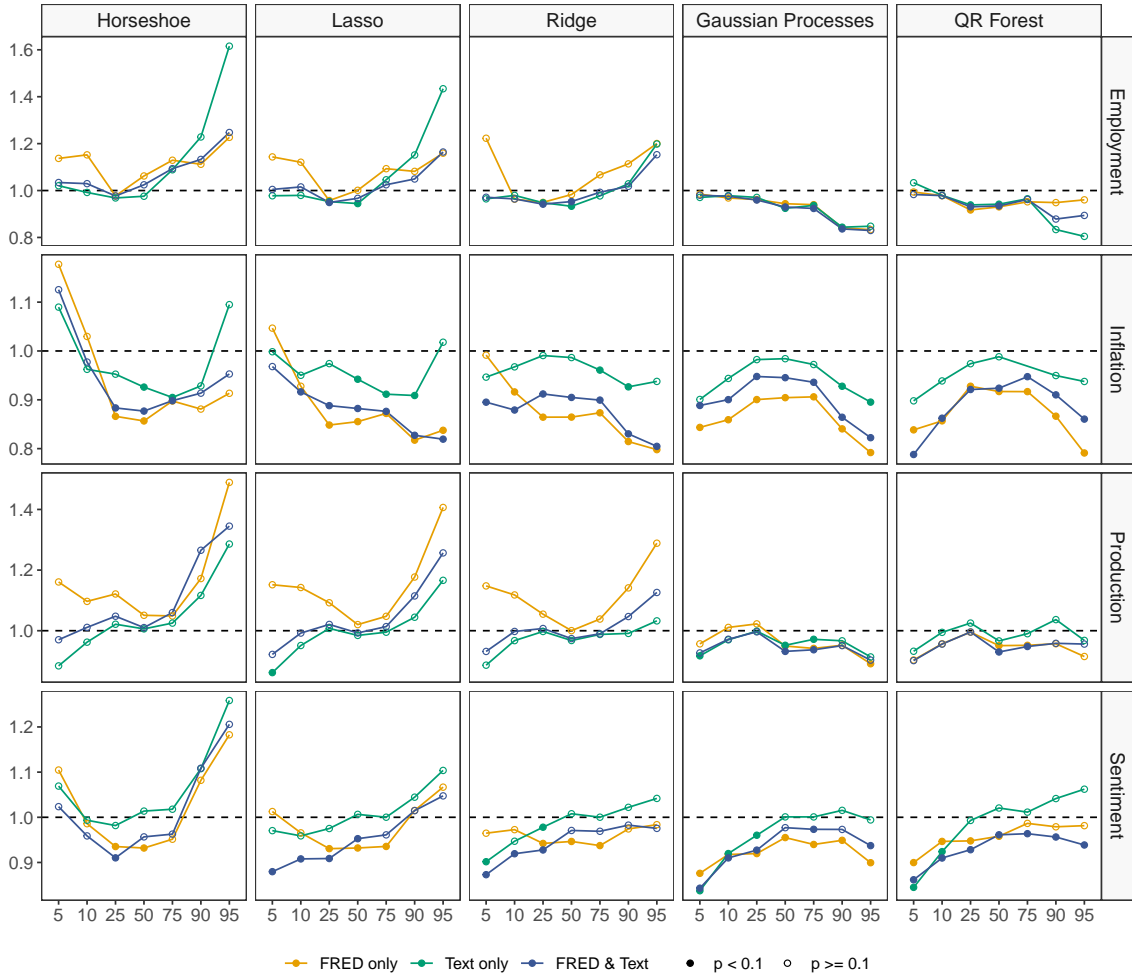 Horseshoe Lasso Ridge Gaussian Processes QR Forest
1.6
1.4
1.2
1.0
0.8
Employment
1.1
1.0
0.9
0.8
Inflation
1.4
1.2
1.0
Production
1.2
1.1
1.0
0.9
Sentiment
5 10 25 50 75 90 95 5 10 25 50 75 90 95 5 10 25 50 75 90 95 5 10 25 50 75 90 95 5 10 25 50 75 90 95
FRED only Text only FRED & Text p < 0.1 p >= 0.1